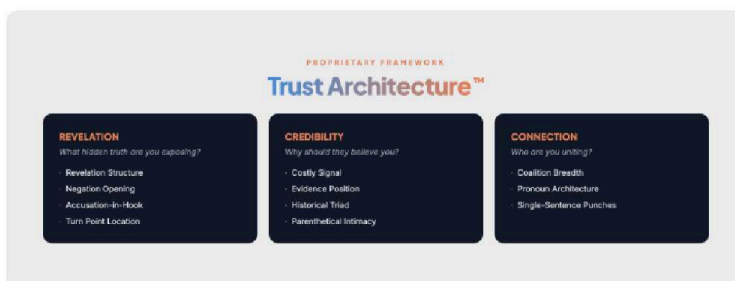 PROPRIETARY FRAMEWORK
Trust Architecture™
REVELATION
What hidden truth are you exposing?
· Revelation Structure
· Negation Opening
· Accusation-in-Hook
· Turn Point Location
CREDIBILITY
Why should they believe you?
· Costly Signal
· Evidence Position
· Historical Triad
· Parenthetical Intimacy
CONNECTION
Who are you uniting?
· Coalition Breadth
· Pronoun Architecture
· Single-Sentence Punches